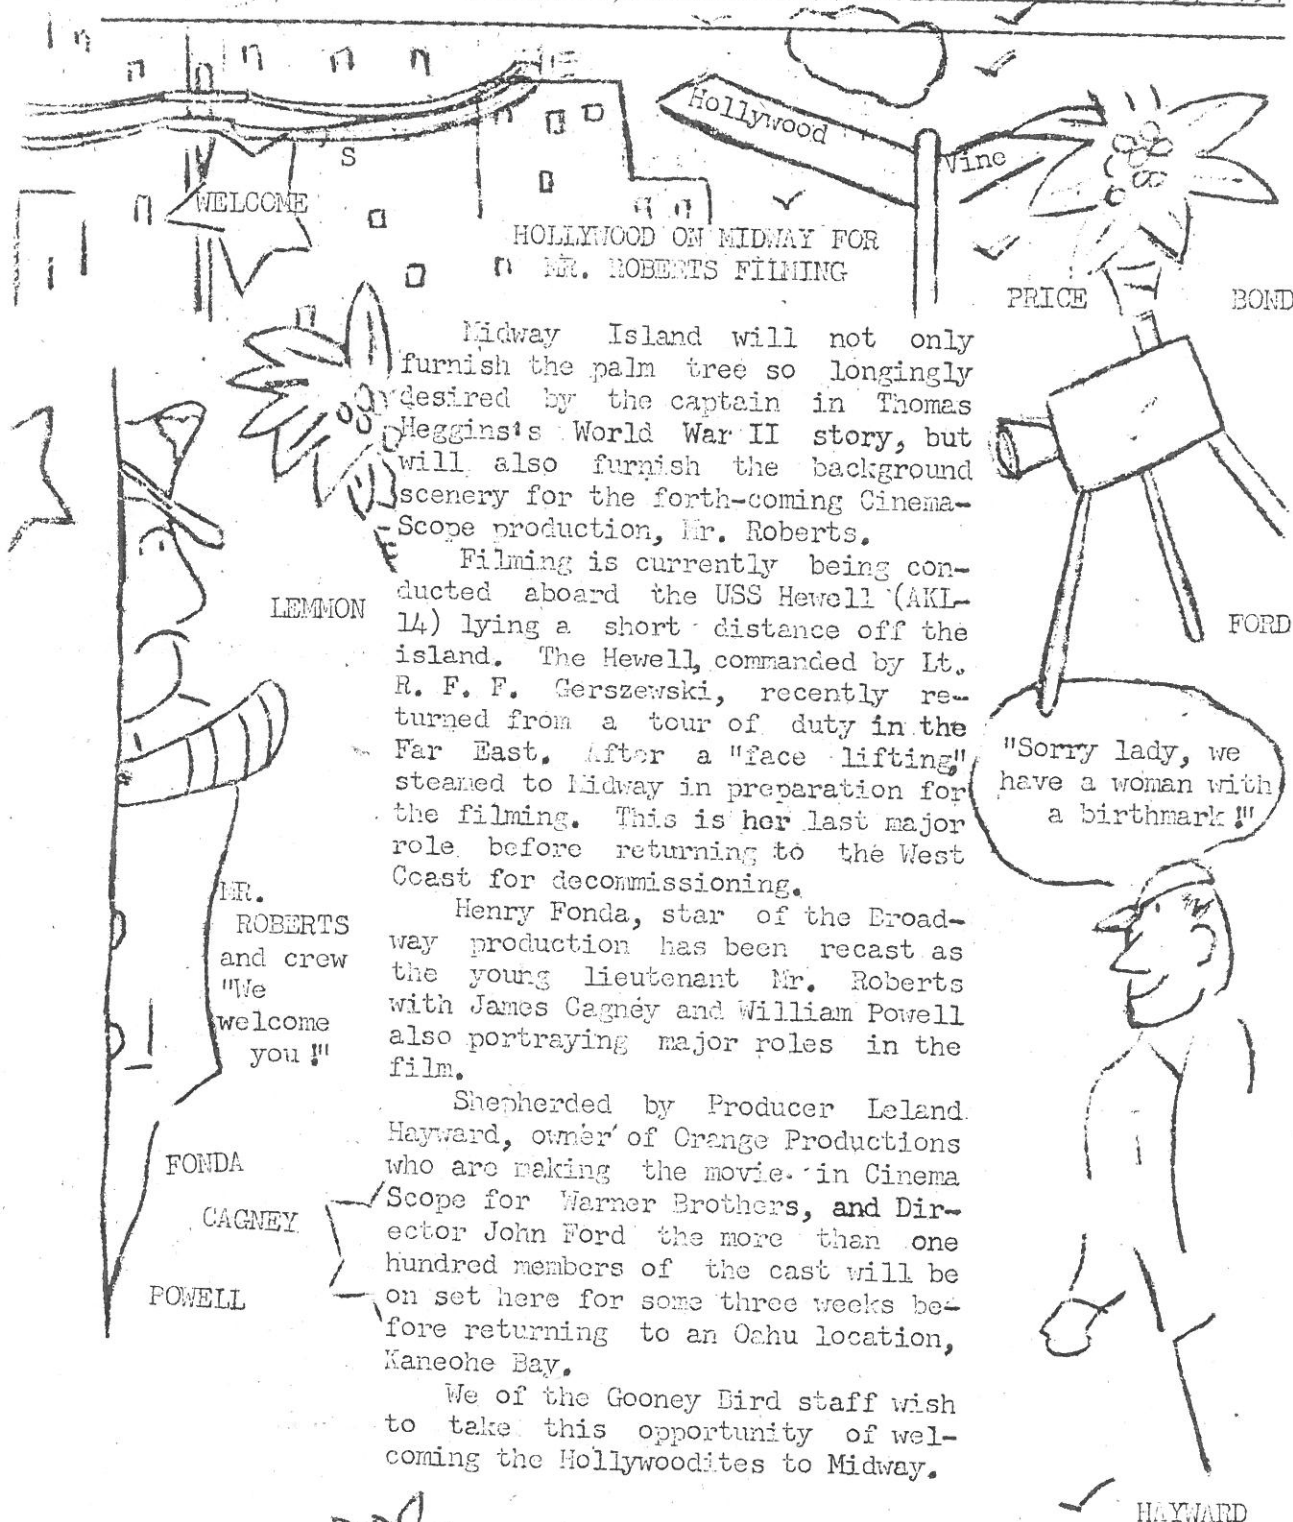 Hollywood
Vine
S
WELCOME
HOLLYWOOD ON MIDWAY FOR
MR. ROBERTS FILMING
PRICE
BOND
Midway Island will not only
furnish the palm tree so longingly
desired by the captain in Thomas
Heggins's World War II story, but
will also furnish the background
scenery for the forth-coming Cinema-
Scope production, Mr. Roberts.
Filming is currently being con-
ducted aboard the USS Hewell (AKL-
14) lying a short distance off the
island. The Hewell, commanded by Lt.
R. F. F. Gerszewski, recently re-
turned from a tour of duty in the
Far East. After a "face lifting,"
steamed to Midway in preparation for
the filming. This is her last major
role before returning to the West
Coast for decommissioning.
Henry Fonda, star of the Broad-
way production has been recast as
the young lieutenant Mr. Roberts
with James Cagney and William Powell
also portraying major roles in the
film.
Shepherded by Producer Leland
Hayward, owner of Orange Productions
who are making the movie in Cinema
Scope for Warner Brothers, and Dir-
ector John Ford the more than one
hundred members of the cast will be
on set here for some three weeks be-
fore returning to an Oahu location,
Kaneohe Bay.
We of the Gooney Bird staff wish
to take this opportunity of wel-
coming the Hollywoodites to Midway.
LEMMON
MR.
ROBERTS
and crew
"We
welcome
you!"
FONDA
CAGNEY
POWELL
FORD
"Sorry lady, we
have a woman with
a birthmark!"
HAYWARD